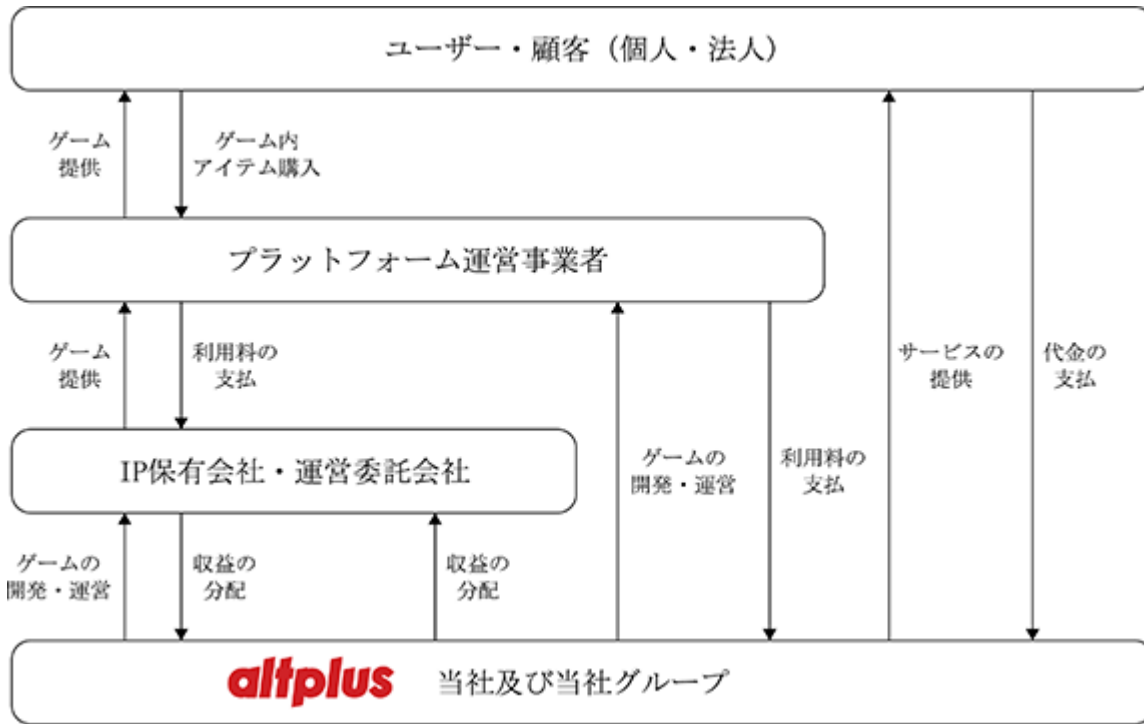 ユーザー・顧客（個人・法人）
ゲーム
提供
ゲーム内
アイテム購入
プラットフォーム運営事業者
ゲーム
提供
利用料の
支払
サービスの
提供
代金の
支払
IP保有会社・運営委託会社
ゲームの
開発・運営
利用料の
支払
ゲームの
開発・運営
収益の
分配
収益の
分配
altplus 当社及び当社グループ